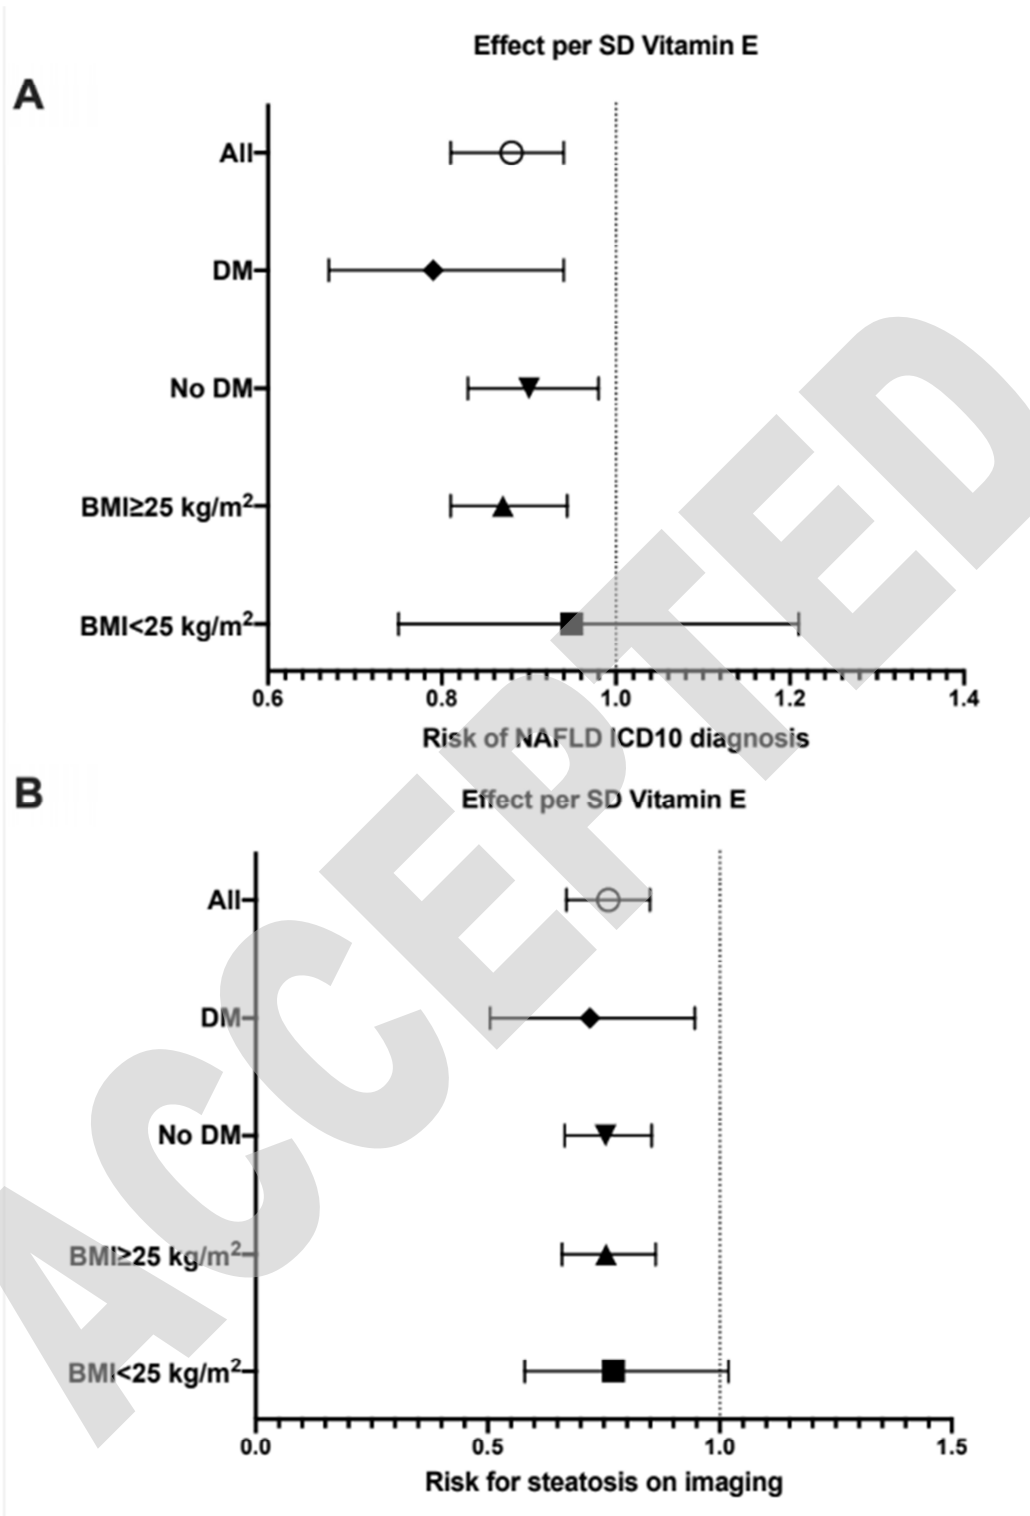 Effect per SD Vitamin E
A
All
DM
No DM
BMI≥25 kg/m²
BMI<25 kg/m²
0.6 0.8 1.0 1.2 1.4
Risk of NAFLD ICD10 diagnosis
B
Effect per SD Vitamin E
All
DM
No DM
BMI≥25 kg/m²
BMI<25 kg/m²
0.0 0.5 1.0 1.5
Risk for steatosis on imaging
ACCEPTED